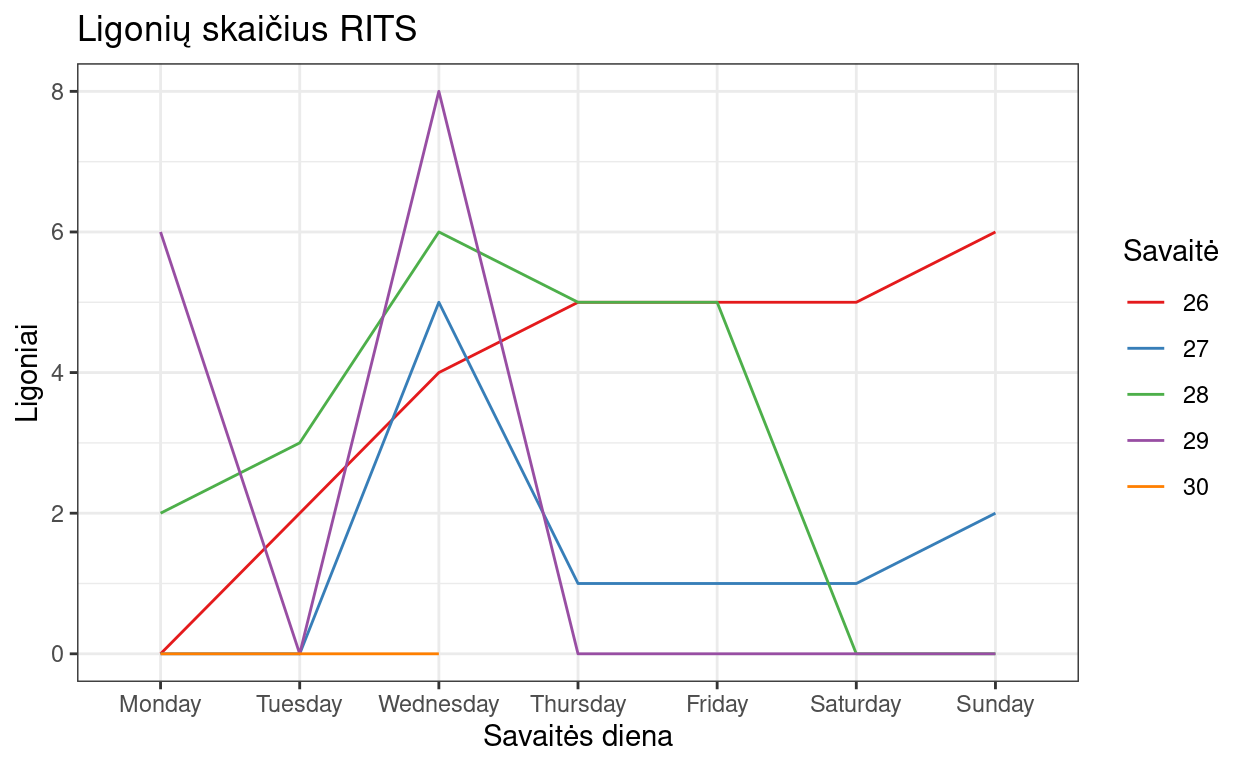 Ligonių skaičius RITS
Ligoniai
8
6
4
2
0
Monday Tuesday Wednesday Thursday Friday Saturday Sunday
Savaitės diena
Savaitė
26
27
28
29
30